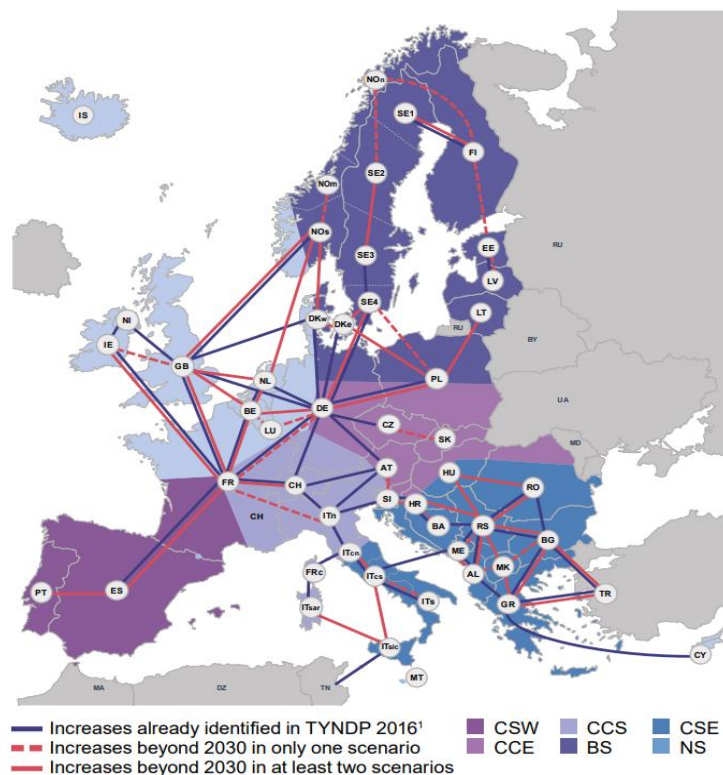 IS
NOn
SE1
FI
SE2
NOm
NOs
SE3
EE
RU
LV
SE4
LT
NI
DKw
DKe
RU
BY
IE
GB
NL
PL
BE
DE
LU
CZ
UA
SK
MD
FR
CH
AT
HU
RO
CH
ITn
SI
HR
BA
RS
BG
ITcn
ME
MK
FRc
ITcs
AL
PT
ES
ITsar
ITs
GR
TR
ITsic
CY
MT
MA
DZ
TN
Increases already identified in TYNDP 2016¹
Increases beyond 2030 in only one scenario
Increases beyond 2030 in at least two scenarios
CSW
CCS
CSE
CCE
BS
NS